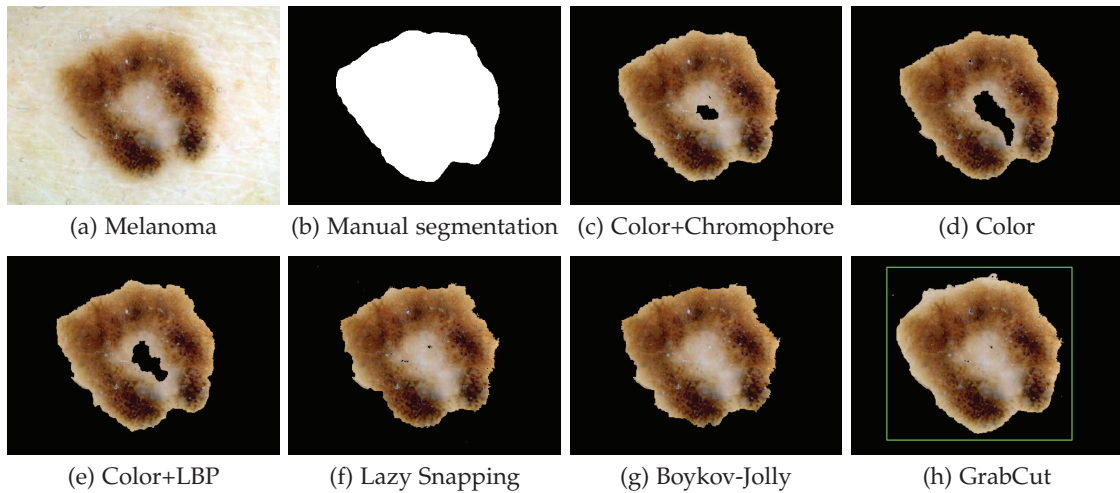 (a) Melanoma
(b) Manual segmentation
(c) Color+Chromophore
(d) Color
(e) Color+LBP
(f) Lazy Snapping
(g) Boykov-Jolly
(h) GrabCut